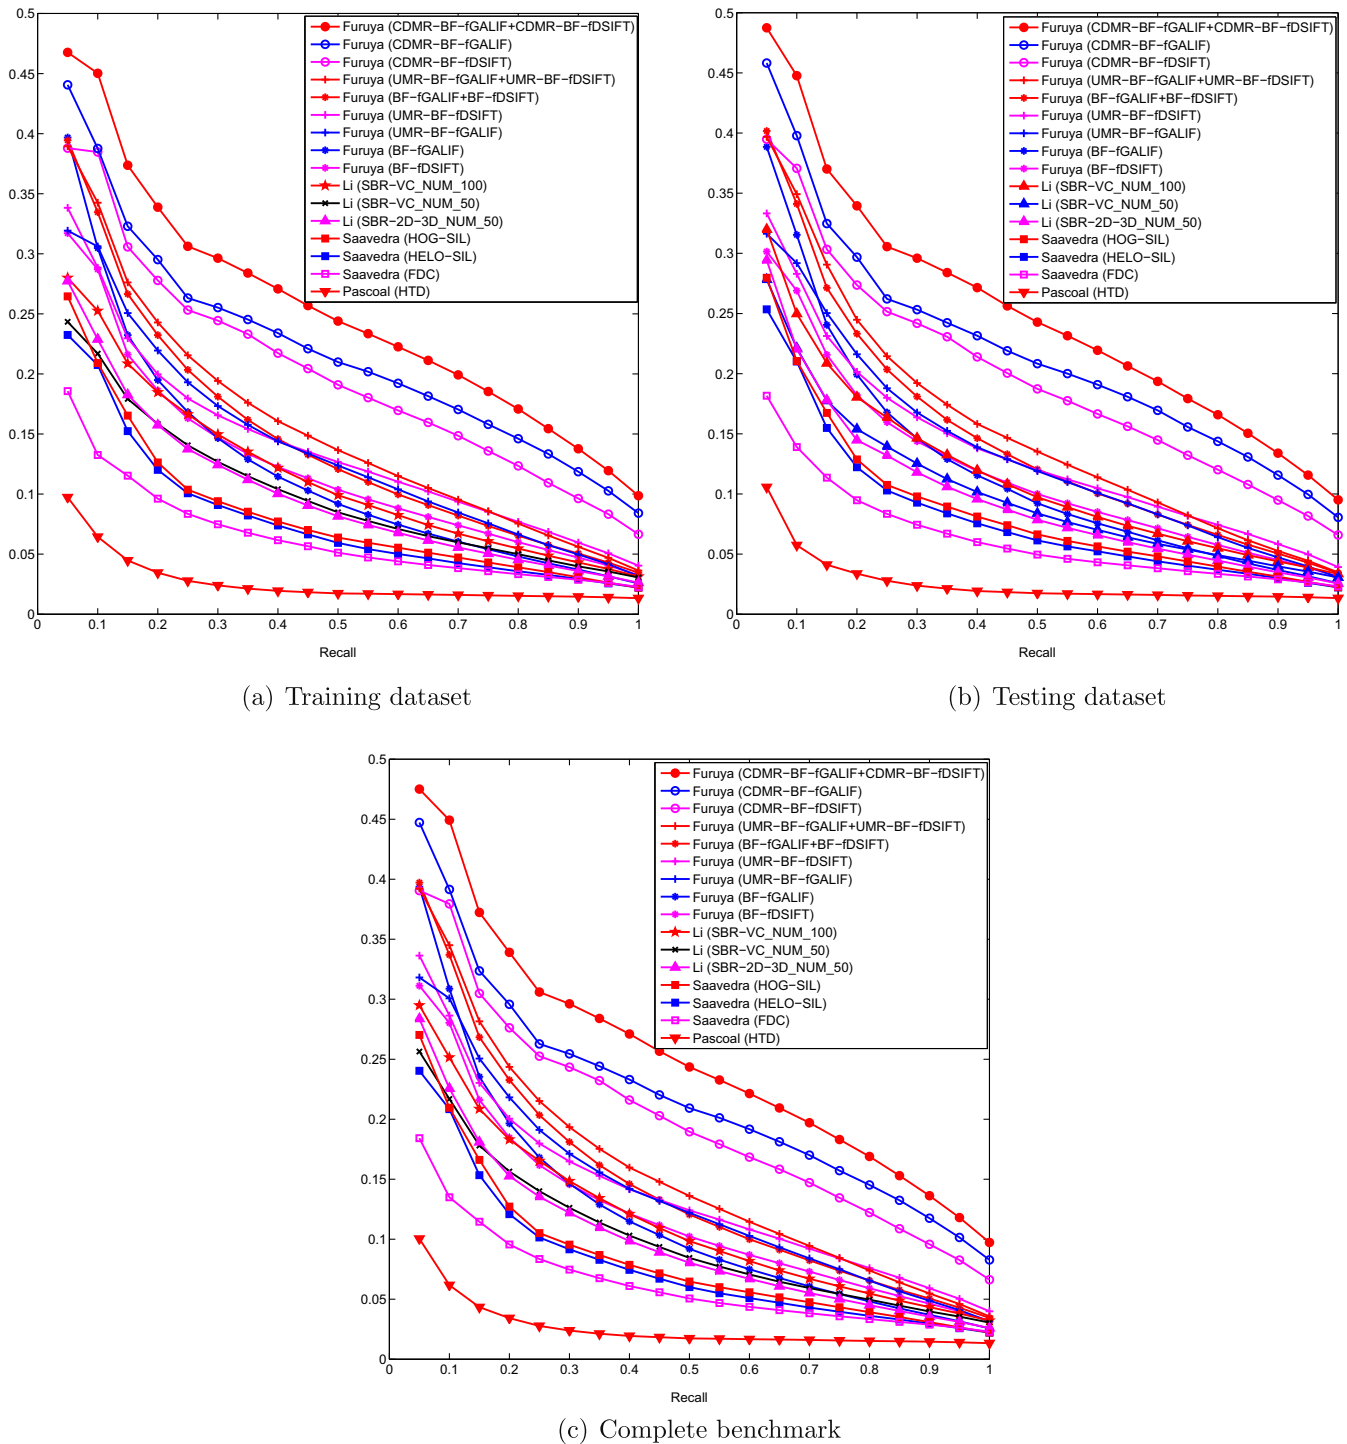 0.5
0.45
0.4
0.35
0.3
0.25
0.2
0.15
0.1
0.05
0
0 0.1 0.2 0.3 0.4 0.5 0.6 0.7 0.8 0.9 1
Recall
Furuya (CDMR−BF−fGALIF+CDMR−BF−fDSIFT)
Furuya (CDMR−BF−fGALIF)
Furuya (CDMR−BF−fDSIFT)
Furuya (UMR−BF−fGALIF+UMR−BF−fDSIFT)
Furuya (BF−fGALIF+BF−fDSIFT)
Furuya (UMR−BF−fDSIFT)
Furuya (UMR−BF−fGALIF)
Furuya (BF−fGALIF)
Furuya (BF−fDSIFT)
Li (SBR−VC_NUM_100)
Li (SBR−VC_NUM_50)
Li (SBR−2D−3D_NUM_50)
Saavedra (HOG−SIL)
Saavedra (HELO−SIL)
Saavedra (FDC)
Pascoal (HTD)
(a) Training dataset
0.5
0.45
0.4
0.35
0.3
0.25
0.2
0.15
0.1
0.05
0
0 0.1 0.2 0.3 0.4 0.5 0.6 0.7 0.8 0.9 1
Recall
Furuya (CDMR−BF−fGALIF+CDMR−BF−fDSIFT)
Furuya (CDMR−BF−fGALIF)
Furuya (CDMR−BF−fDSIFT)
Furuya (UMR−BF−fGALIF+UMR−BF−fDSIFT)
Furuya (BF−fGALIF+BF−fDSIFT)
Furuya (UMR−BF−fDSIFT)
Furuya (UMR−BF−fGALIF)
Furuya (BF−fGALIF)
Furuya (BF−fDSIFT)
Li (SBR−VC_NUM_100)
Li (SBR−VC_NUM_50)
Li (SBR−2D−3D_NUM_50)
Saavedra (HOG−SIL)
Saavedra (HELO−SIL)
Saavedra (FDC)
Pascoal (HTD)
(b) Testing dataset
0.5
0.45
0.4
0.35
0.3
0.25
0.2
0.15
0.1
0.05
0
0 0.1 0.2 0.3 0.4 0.5 0.6 0.7 0.8 0.9 1
Recall
Furuya (CDMR−BF−fGALIF+CDMR−BF−fDSIFT)
Furuya (CDMR−BF−fGALIF)
Furuya (CDMR−BF−fDSIFT)
Furuya (UMR−BF−fGALIF+UMR−BF−fDSIFT)
Furuya (BF−fGALIF+BF−fDSIFT)
Furuya (UMR−BF−fDSIFT)
Furuya (UMR−BF−fGALIF)
Furuya (BF−fGALIF)
Furuya (BF−fDSIFT)
Li (SBR−VC_NUM_100)
Li (SBR−VC_NUM_50)
Li (SBR−2D−3D_NUM_50)
Saavedra (HOG−SIL)
Saavedra (HELO−SIL)
Saavedra (FDC)
Pascoal (HTD)
(c) Complete benchmark